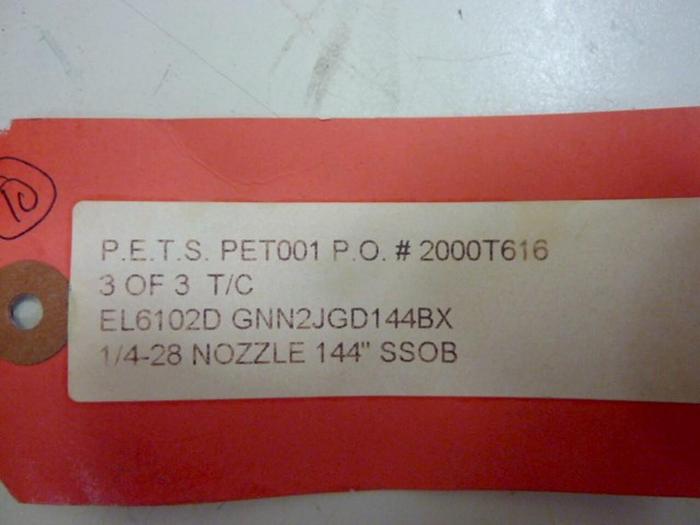 P.E.T.S. PET001 P.O. # 2000T616
3 OF 3 T/C
EL6102D GNN2JGD144BX
1/4-28 NOZZLE 144" SSOB